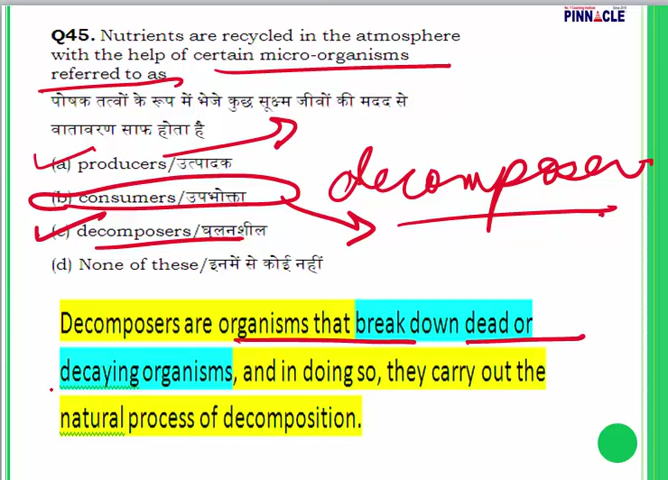 PINNACLE
Q45. Nutrients are recycled in the atmosphere
with the help of certain micro-organisms
referred to as
पोषक तत्वों के रूप में भेजे कुछ सूक्ष्म जीवों की मदद से
वातावरण साफ होता है
(a) producers/उत्पादक
(b) consumers/उपभोक्ता
(c) decomposers/घलनशील
(d) None of these/इनमें से कोई नहीं
decomposer
Decomposers are organisms that break down dead or
decaying organisms, and in doing so, they carry out the
natural process of decomposition.